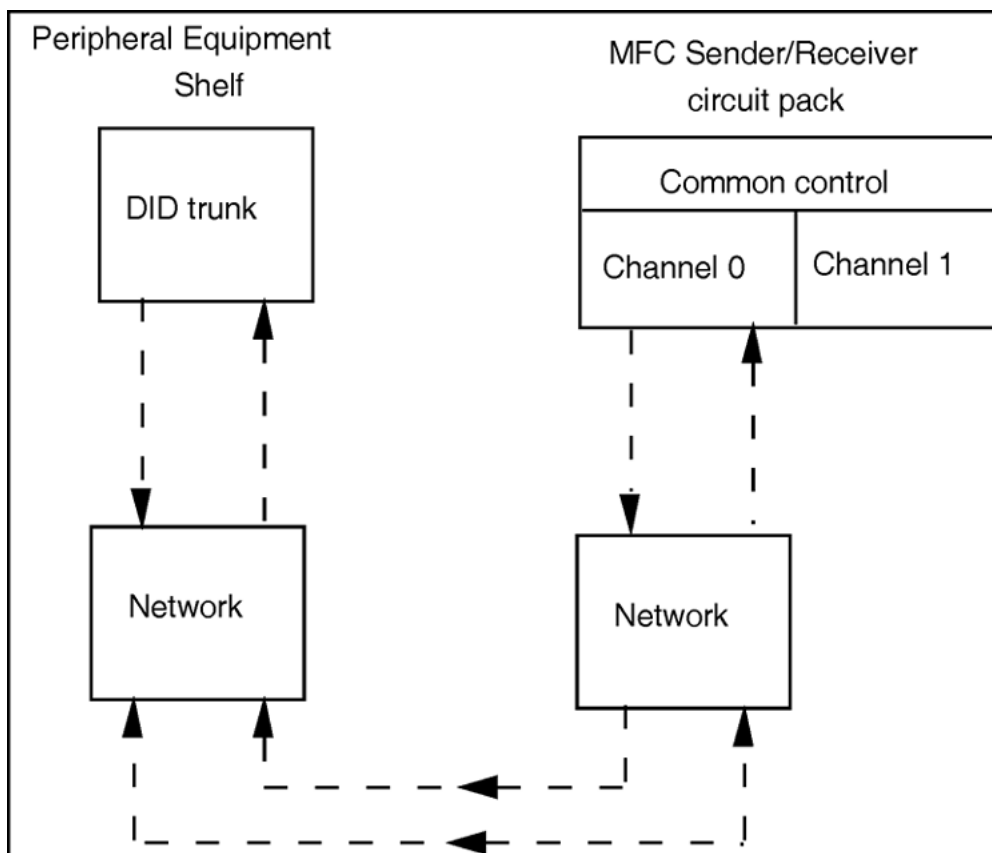 Peripheral Equipment
Shelf
MFC Sender/Receiver
circuit pack
DID trunk
Common control
Channel 0
Channel 1
Network
Network